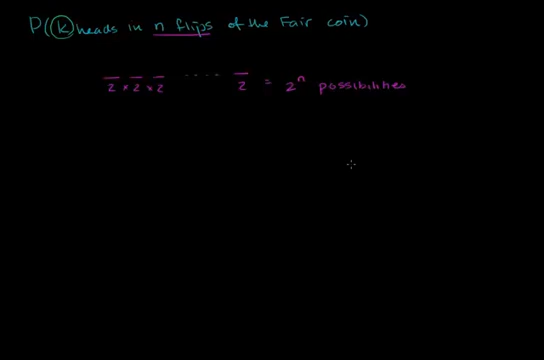 P(k heads in n flips of the Fair coin)
2 × 2 × 2 .... 2 = 2^n possibilities